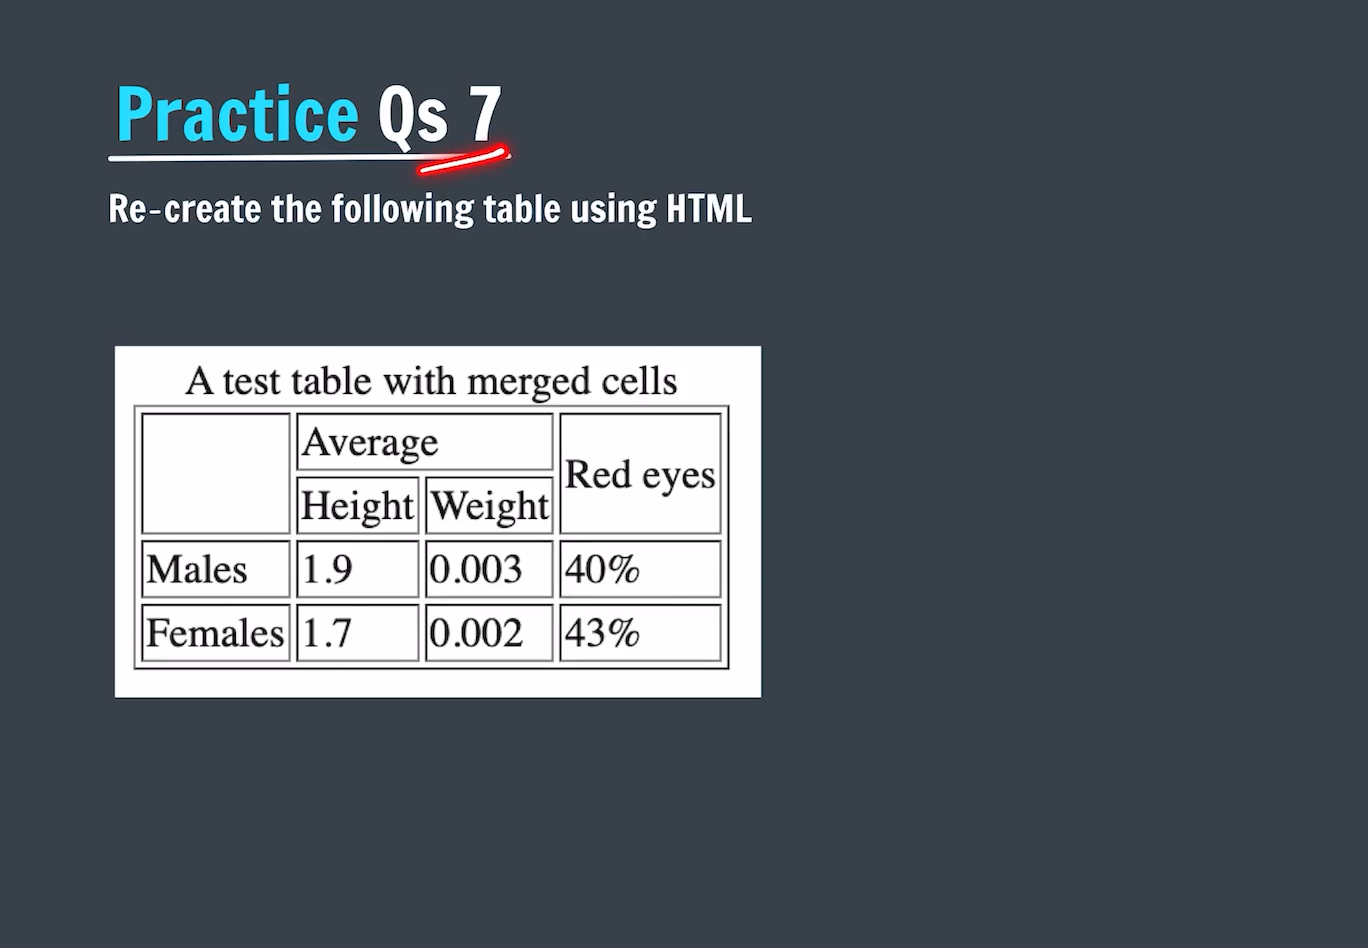 Practice Qs 7
Re-create the following table using HTML
A test table with merged cells
Average
Red eyes
Height Weight
Males 1.9 0.003 40%
Females 1.7 0.002 43%